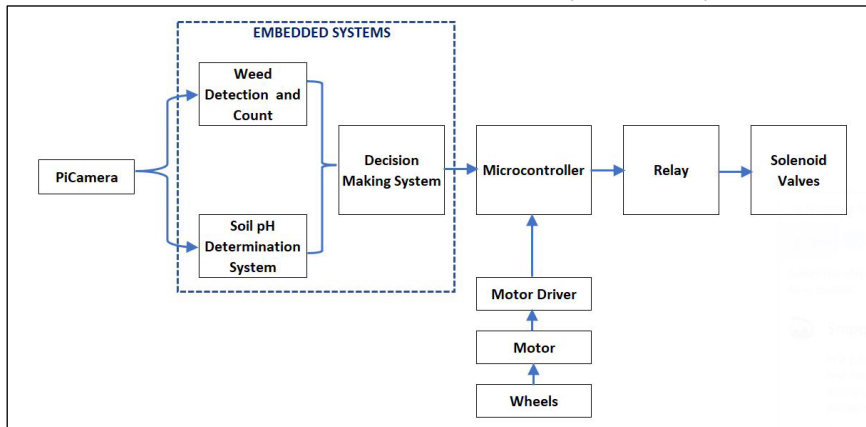 EMBEDDED SYSTEMS
Weed
Detection and
Count
PiCamera
Soil pH
Determination
System
Decision
Making System
Microcontroller
Relay
Solenoid
Valves
Motor Driver
Motor
Wheels